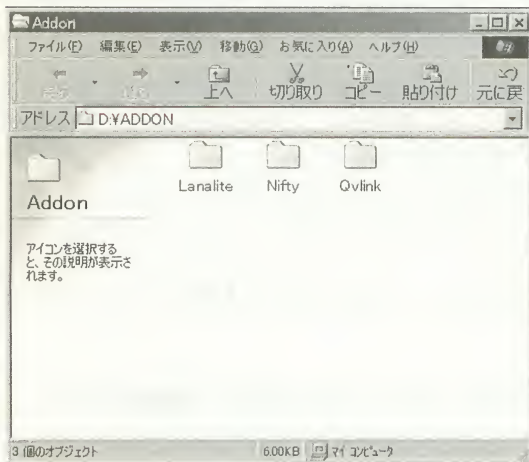 Addon
ファイル(F) 編集(E) 表示(V) 移動(G) お気に入り(A) ヘルプ(H)
上へ 切り取り コピー 貼り付け 元に戻
アドレス D:¥ADDON
Addon
アイコンを選択する
と、その説明が表示さ
れます。
Lanalite Nifty Qvlink
3 個のオブジェクト 6.00KB マイ コンピュータ